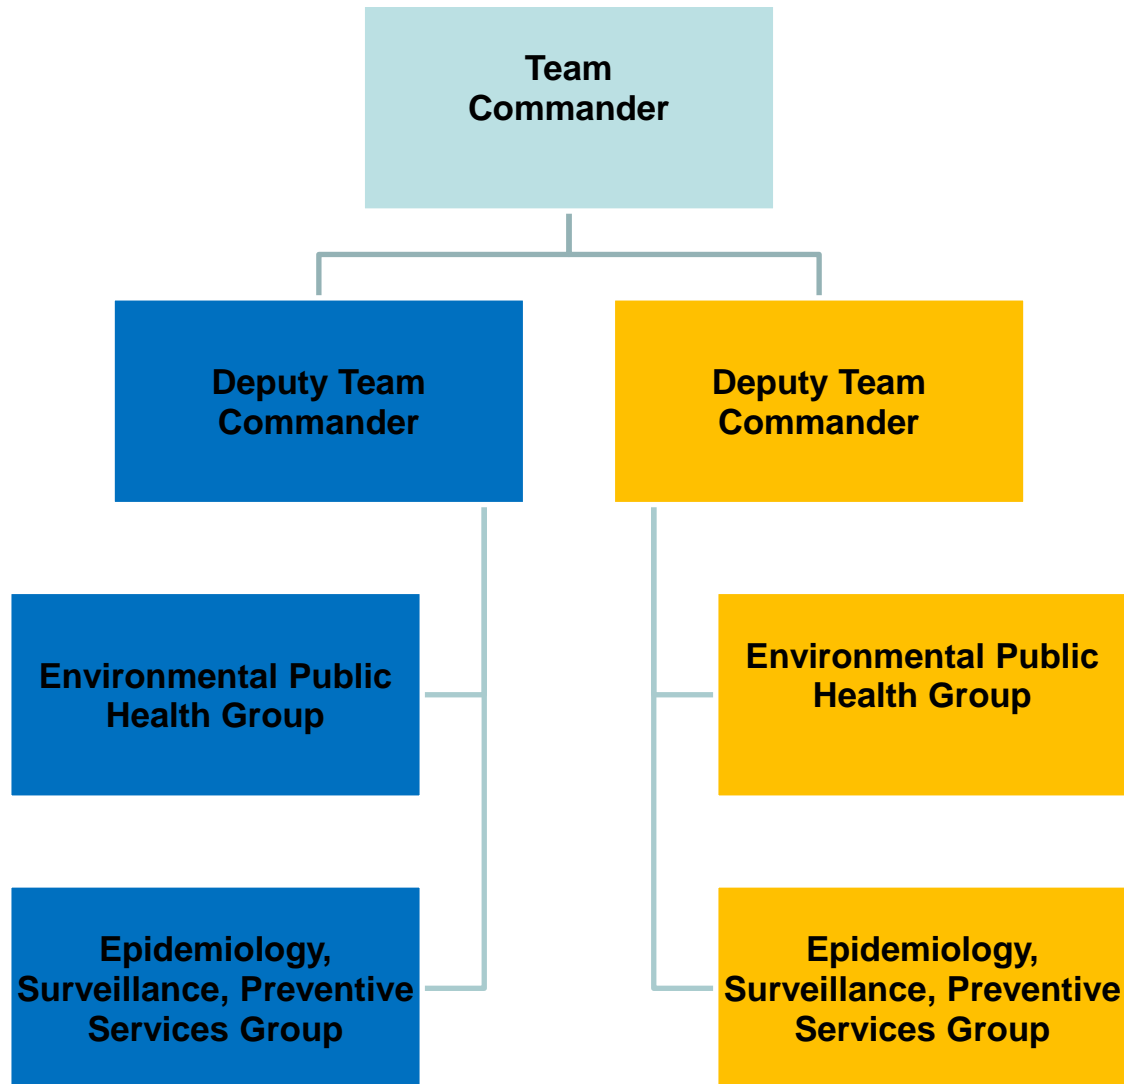 Team
Commander
Deputy Team
Commander
Deputy Team
Commander
Environmental Public
Health Group
Environmental Public
Health Group
Epidemiology,
Surveillance, Preventive
Services Group
Epidemiology,
Surveillance, Preventive
Services Group